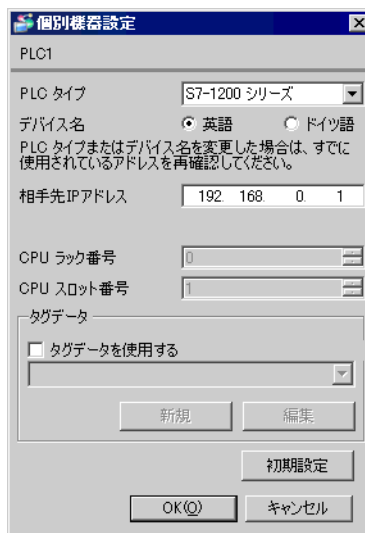 個別機器設定
PLC1
PLC タイプ S7-1200 シリーズ
デバイス名 英語 ドイツ語
PLC タイプまたはデバイス名を変更した場合は、すでに
使用されているアドレスを再確認してください。
相手先IPアドレス 192. 168. 0. 1
CPU ラック番号 0
CPU スロット番号 1
タグデータ
タグデータを使用する
新規 編集
初期設定
OK(O) キャンセル